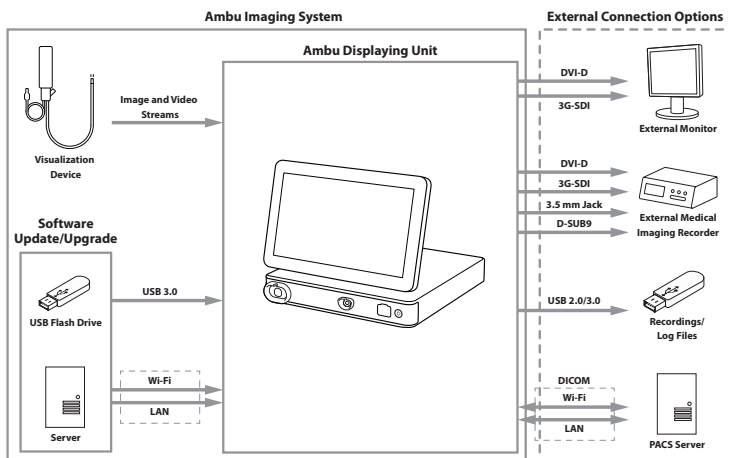 Ambu Imaging System
External Connection Options
Ambu Displaying Unit
Image and Video
Streams
Visualization
Device
Software
Update/Upgrade
USB Flash Drive
USB 3.0
Wi-Fi
LAN
Server
DVI-D
3G-SDI
External Monitor
DVI-D
3G-SDI
3.5 mm Jack
D-SUB9
External Medical
Imaging Recorder
USB 2.0/3.0
Recordings/
Log Files
DICOM
Wi-Fi
LAN
PACS Server